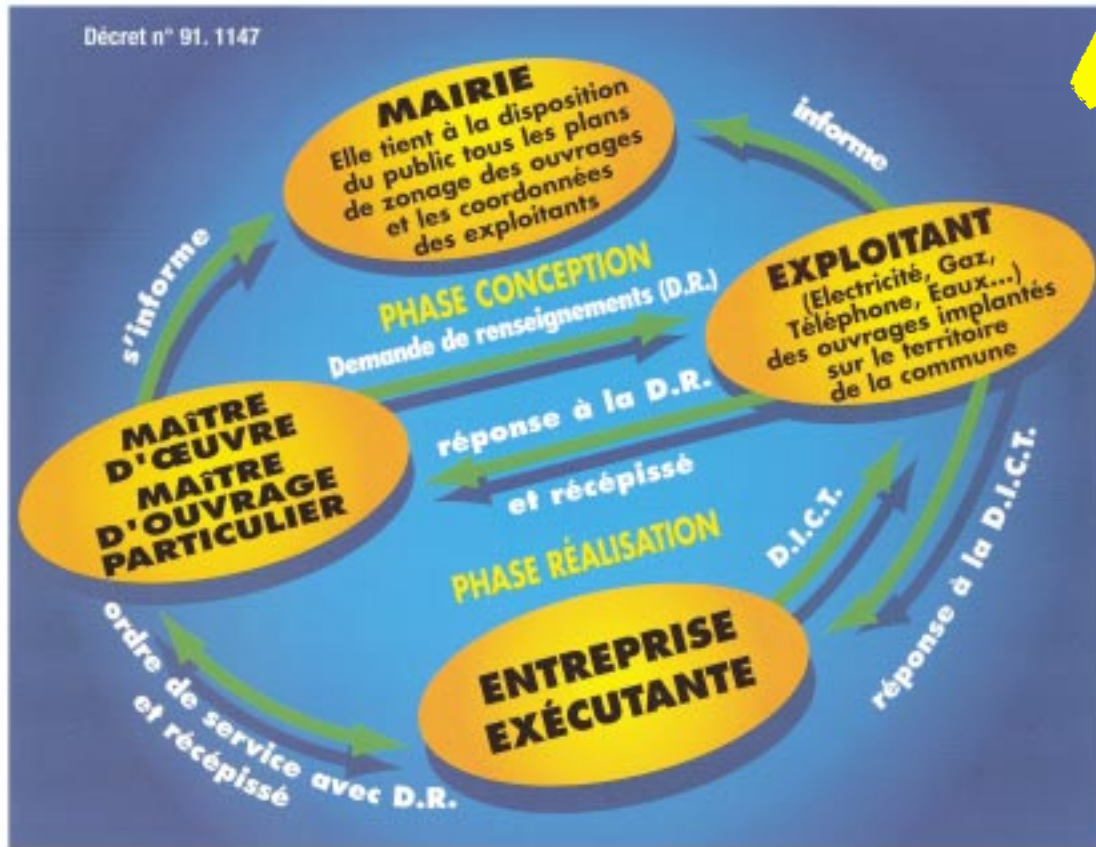 Décret n° 91. 1147
MAIRIE
Elle tient à la disposition
du public tous les plans
de zonage des ouvrages
et les coordonnées
des exploitants
informe
s'informe
EXPLOITANT
(Electricité, Gaz,
Téléphone, Eaux...)
des ouvrages implantés
sur le territoire
de la commune
PHASE CONCEPTION
Demande de renseignements (D.R.)
MAîTRE
D'ŒUVRE
MAîTRE
D'OUVRAGE
PARTICULIER
réponse à la D.R.
et récépissé
PHASE RÉALISATION
D.I.C.T.
réponse à la D.I.C.T.
ENTREPRISE
EXÉCUTANTE
ordre de service avec D.R.
et récépissé